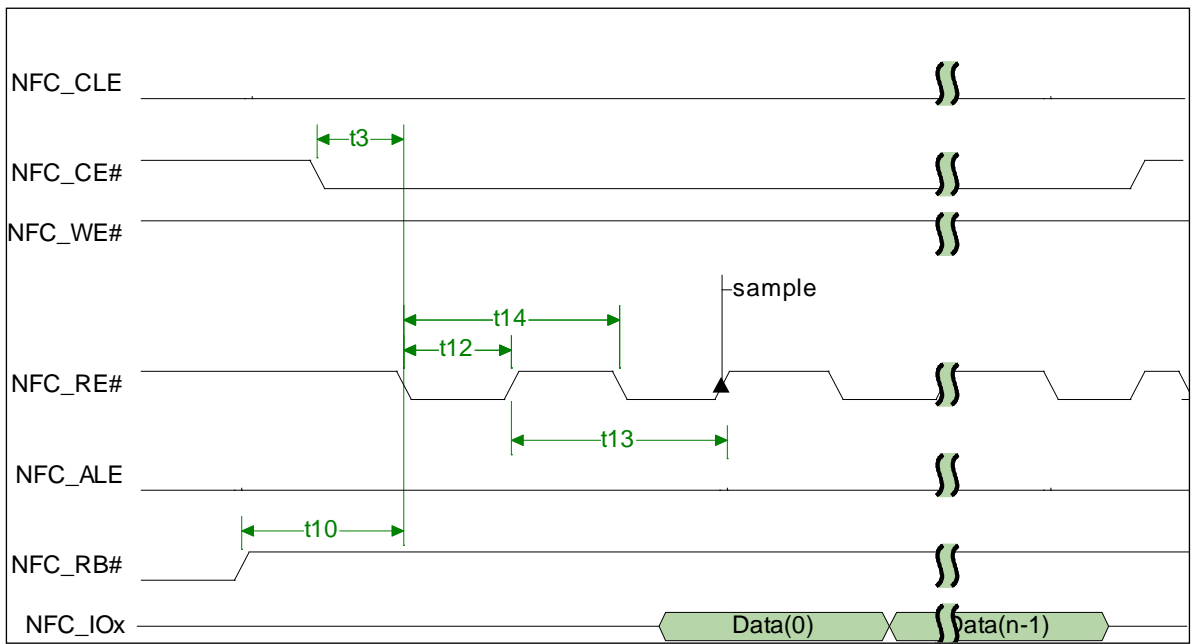 NFC_CLE
t3
NFC_CE#
NFC_WE#
sample
t14
t12
NFC_RE#
t13
NFC_ALE
t10
NFC_RB#
NFC_IOx
Data(0)
Data(n-1)